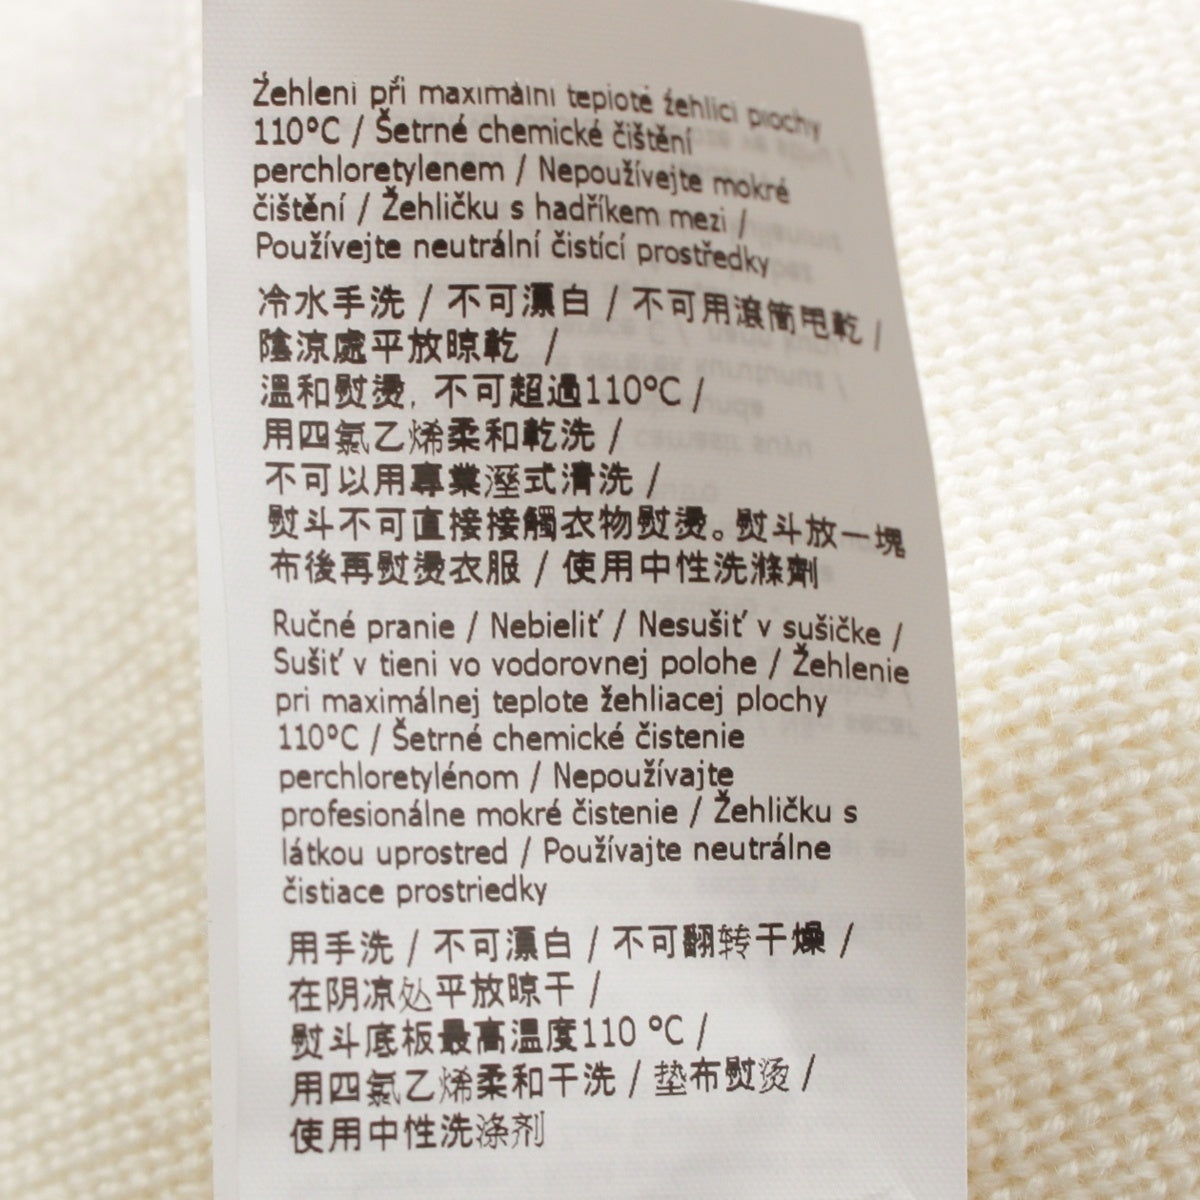 Žehlení při maximální teplotě žehlící plochy
110°C / Šetrné chemické čištění
perchloretylenem / Nepoužívejte mokré
čištění / Žehličku s hadříkem mezi /
Používejte neutrální čistící prostředky
冷水手洗 / 不可漂白 / 不可用滾筒甩乾 /
陰涼處平放晾乾 /
溫和熨燙, 不可超過110°C /
用四氯乙烯柔和乾洗 /
不可以用專業溼式清洗 /
熨斗不可直接接觸衣物熨燙。熨斗放一塊
布後再熨燙衣服 / 使用中性洗滌劑
Ručné pranie / Nebieliť / Nesušiť v sušičke /
Sušiť v tieni vo vodorovnej polohe / Žehlenie
pri maximálnej teplote žehliacej plochy
110°C / Šetrné chemické čistenie
perchloretylénom / Nepoužívajte
profesionálne mokré čistenie / Žehličku s
látkou uprostred / Používajte neutrálne
čistiace prostriedky
用手洗 / 不可漂白 / 不可翻转干燥 /
在阴凉处平放晾干 /
熨斗底板最高温度110 °C /
用四氯乙烯柔和干洗 / 垫布熨烫 /
使用中性洗涤剂